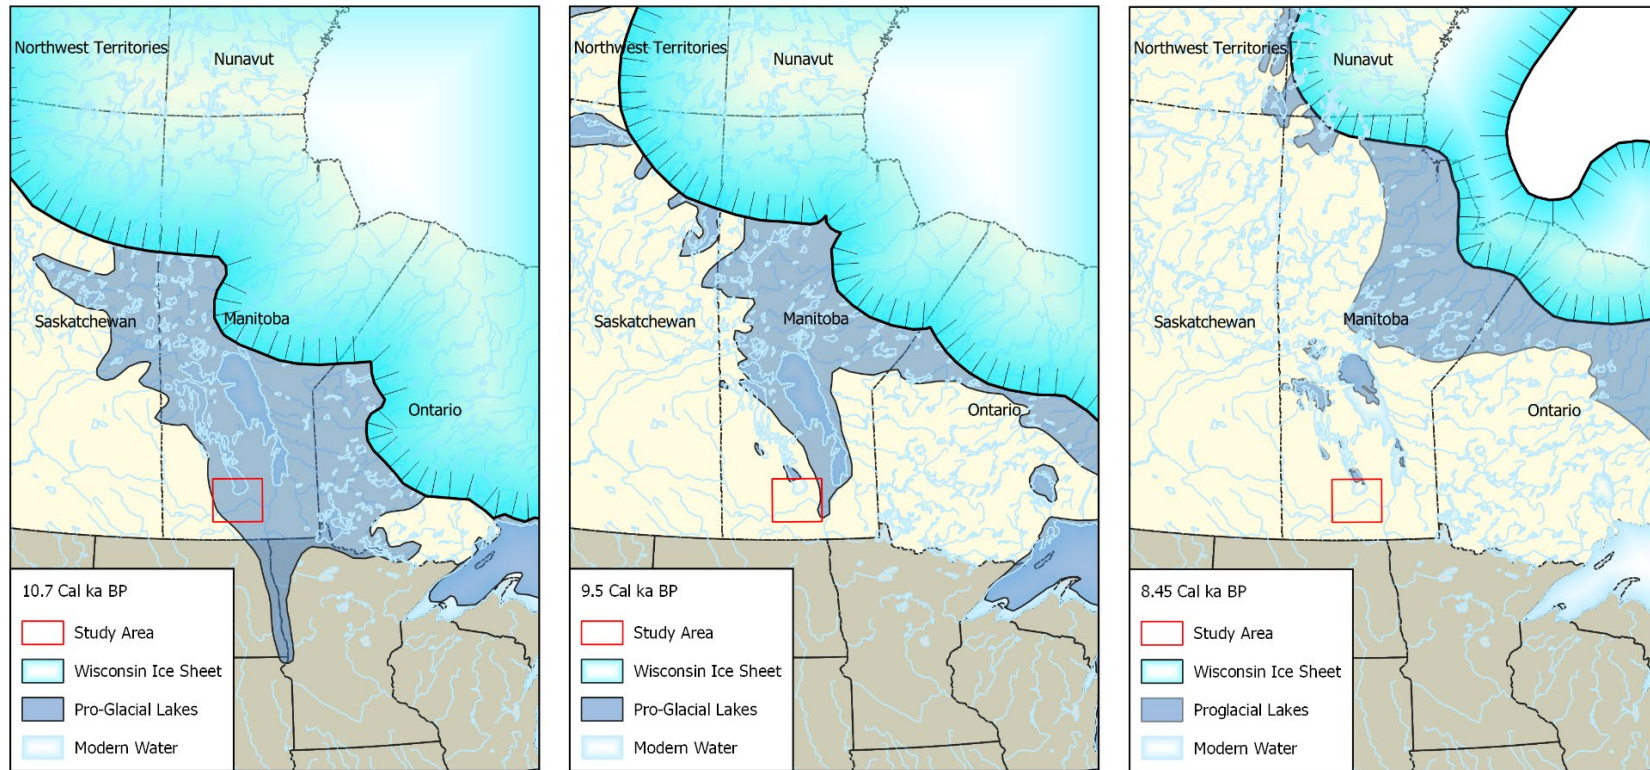 Northwest Territories
Nunavut
Saskatchewan
Manitoba
Ontario
10.7 Cal ka BP
Study Area
Wisconsin Ice Sheet
Pro-Glacial Lakes
Modern Water
Northwest Territories
Nunavut
Saskatchewan
Manitoba
Ontario
9.5 Cal ka BP
Study Area
Wisconsin Ice Sheet
Pro-Glacial Lakes
Modern Water
Northwest Territories
Nunavut
Saskatchewan
Manitoba
Ontario
8.45 Cal ka BP
Study Area
Wisconsin Ice Sheet
Proglacial Lakes
Modern Water